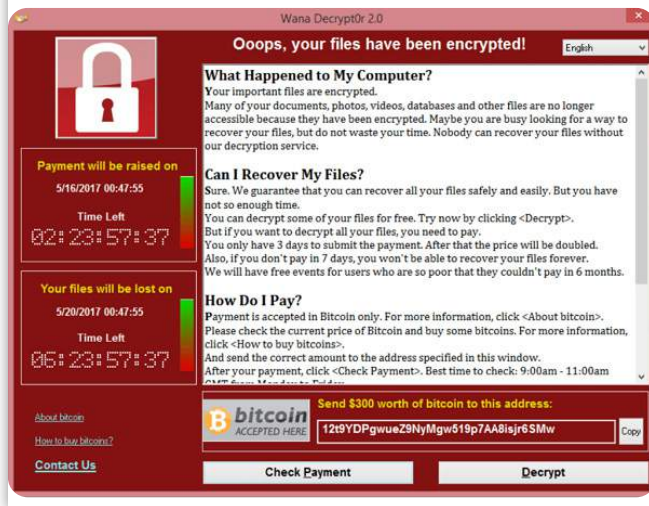 Wana Decrypt0r 2.0
Ooops, your files have been encrypted!
English
What Happened to My Computer?
Your important files are encrypted.
Many of your documents, photos, videos, databases and other files are no longer
accessible because they have been encrypted. Maybe you are busy looking for a way to
recover your files, but do not waste your time. Nobody can recover your files without
our decryption service.
Can I Recover My Files?
Sure. We guarantee that you can recover all your files safely and easily. But you have
not so enough time.
You can decrypt some of your files for free. Try now by clicking <Decrypt>.
But if you want to decrypt all your files, you need to pay.
You only have 3 days to submit the payment. After that the price will be doubled.
Also, if you don't pay in 7 days, you won't be able to recover your files forever.
We will have free events for users who are so poor that they couldn't pay in 6 months.
How Do I Pay?
Payment is accepted in Bitcoin only. For more information, click <About bitcoin>.
Please check the current price of Bitcoin and buy some bitcoins. For more information,
click <How to buy bitcoins>.
And send the correct amount to the address specified in this window.
After your payment, click <Check Payment>. Best time to check: 9:00am - 11:00am
GMT from Monday to Friday.
Payment will be raised on
5/16/2017 00:47:55
Time Left
02:23:57:37
Your files will be lost on
5/20/2017 00:47:55
Time Left
06:23:57:37
About bitcoin
How to buy bitcoins?
Contact Us
bitcoin
ACCEPTED HERE
Send $300 worth of bitcoin to this address:
12t9YDPgwueZ9NyMgw519p7AA8isjr6SMw
Copy
Check Payment
Decrypt